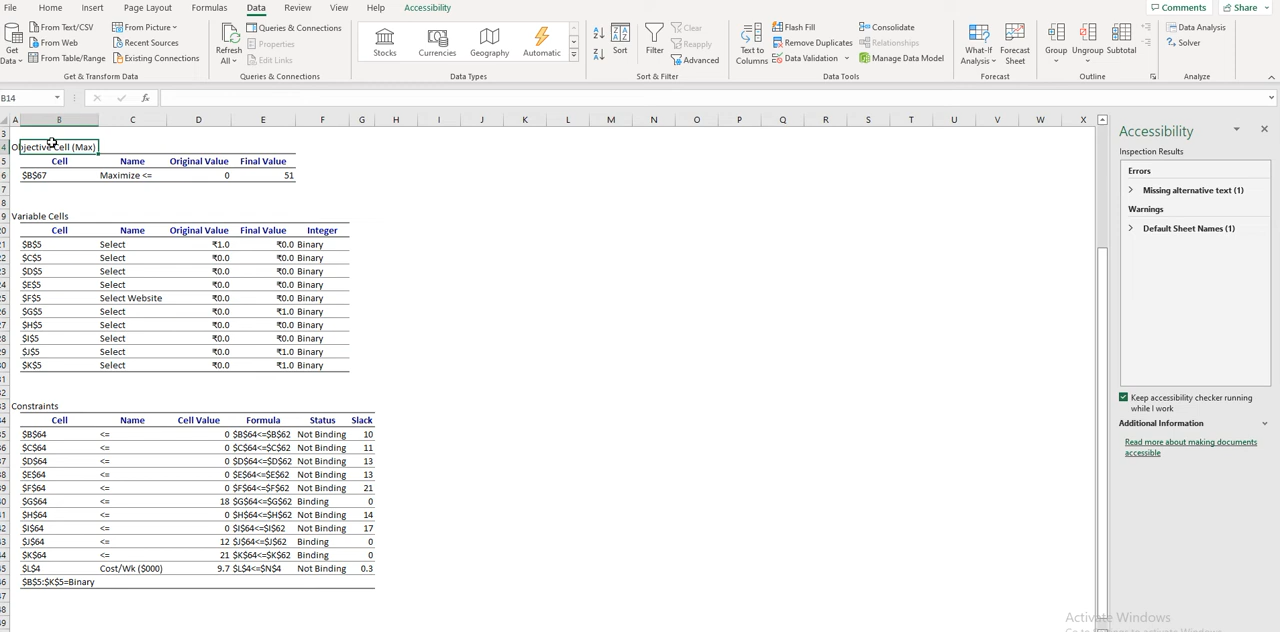 File Home Insert Page Layout Formulas Data Review View Help Accessibility Comments Share
Get Data
From Text/CSV
From Web
From Table/Range
From Picture
Recent Sources
Existing Connections
Get & Transform Data
Refresh All
Queries & Connections
Properties
Edit Links
Queries & Connections
Stocks Currencies Geography Automatic
Data Types
Sort
Filter
Clear
Reapply
Advanced
Sort & Filter
Text to Columns
Flash Fill
Remove Duplicates
Data Validation
Consolidate
Relationships
Manage Data Model
Data Tools
What-If Analysis
Forecast Sheet
Forecast
Group Ungroup Subtotal
Outline
Data Analysis
Solver
Analyze
B14 fx
A B C D E F G H I J K L M N O P Q R S T U V W X
Objective Cell (Max)
Cell Name Original Value Final Value
$B$67 Maximize <= 0 51
Variable Cells
Cell Name Original Value Final Value Integer
$B$5 Select ₹1.0 ₹0.0 Binary
$C$5 Select ₹0.0 ₹0.0 Binary
$D$5 Select ₹0.0 ₹0.0 Binary
$E$5 Select ₹0.0 ₹0.0 Binary
$F$5 Select Website ₹0.0 ₹0.0 Binary
$G$5 Select ₹0.0 ₹1.0 Binary
$H$5 Select ₹0.0 ₹0.0 Binary
$I$5 Select ₹0.0 ₹0.0 Binary
$J$5 Select ₹0.0 ₹1.0 Binary
$K$5 Select ₹0.0 ₹1.0 Binary
Constraints
Cell Name Cell Value Formula Status Slack
$B$64 <= 0 $B$64<=$B$62 Not Binding 10
$C$64 <= 0 $C$64<=$C$62 Not Binding 11
$D$64 <= 0 $D$64<=$D$62 Not Binding 13
$E$64 <= 0 $E$64<=$E$62 Not Binding 13
$F$64 <= 0 $F$64<=$F$62 Not Binding 21
$G$64 <= 18 $G$64<=$G$62 Binding 0
$H$64 <= 0 $H$64<=$H$62 Not Binding 14
$I$64 <= 0 $I$64<=$I$62 Not Binding 17
$J$64 <= 12 $J$64<=$J$62 Binding 0
$K$64 <= 21 $K$64<=$K$62 Binding 0
$L$4 Cost/Wk ($000) 9.7 $L$4<=$N$4 Not Binding 0.3
$B$5:$K$5=Binary
Accessibility
Inspection Results
Errors
Missing alternative text (1)
Warnings
Default Sheet Names (1)
Keep accessibility checker running
while I work
Additional Information
Read more about making documents
accessible
Activate Windows